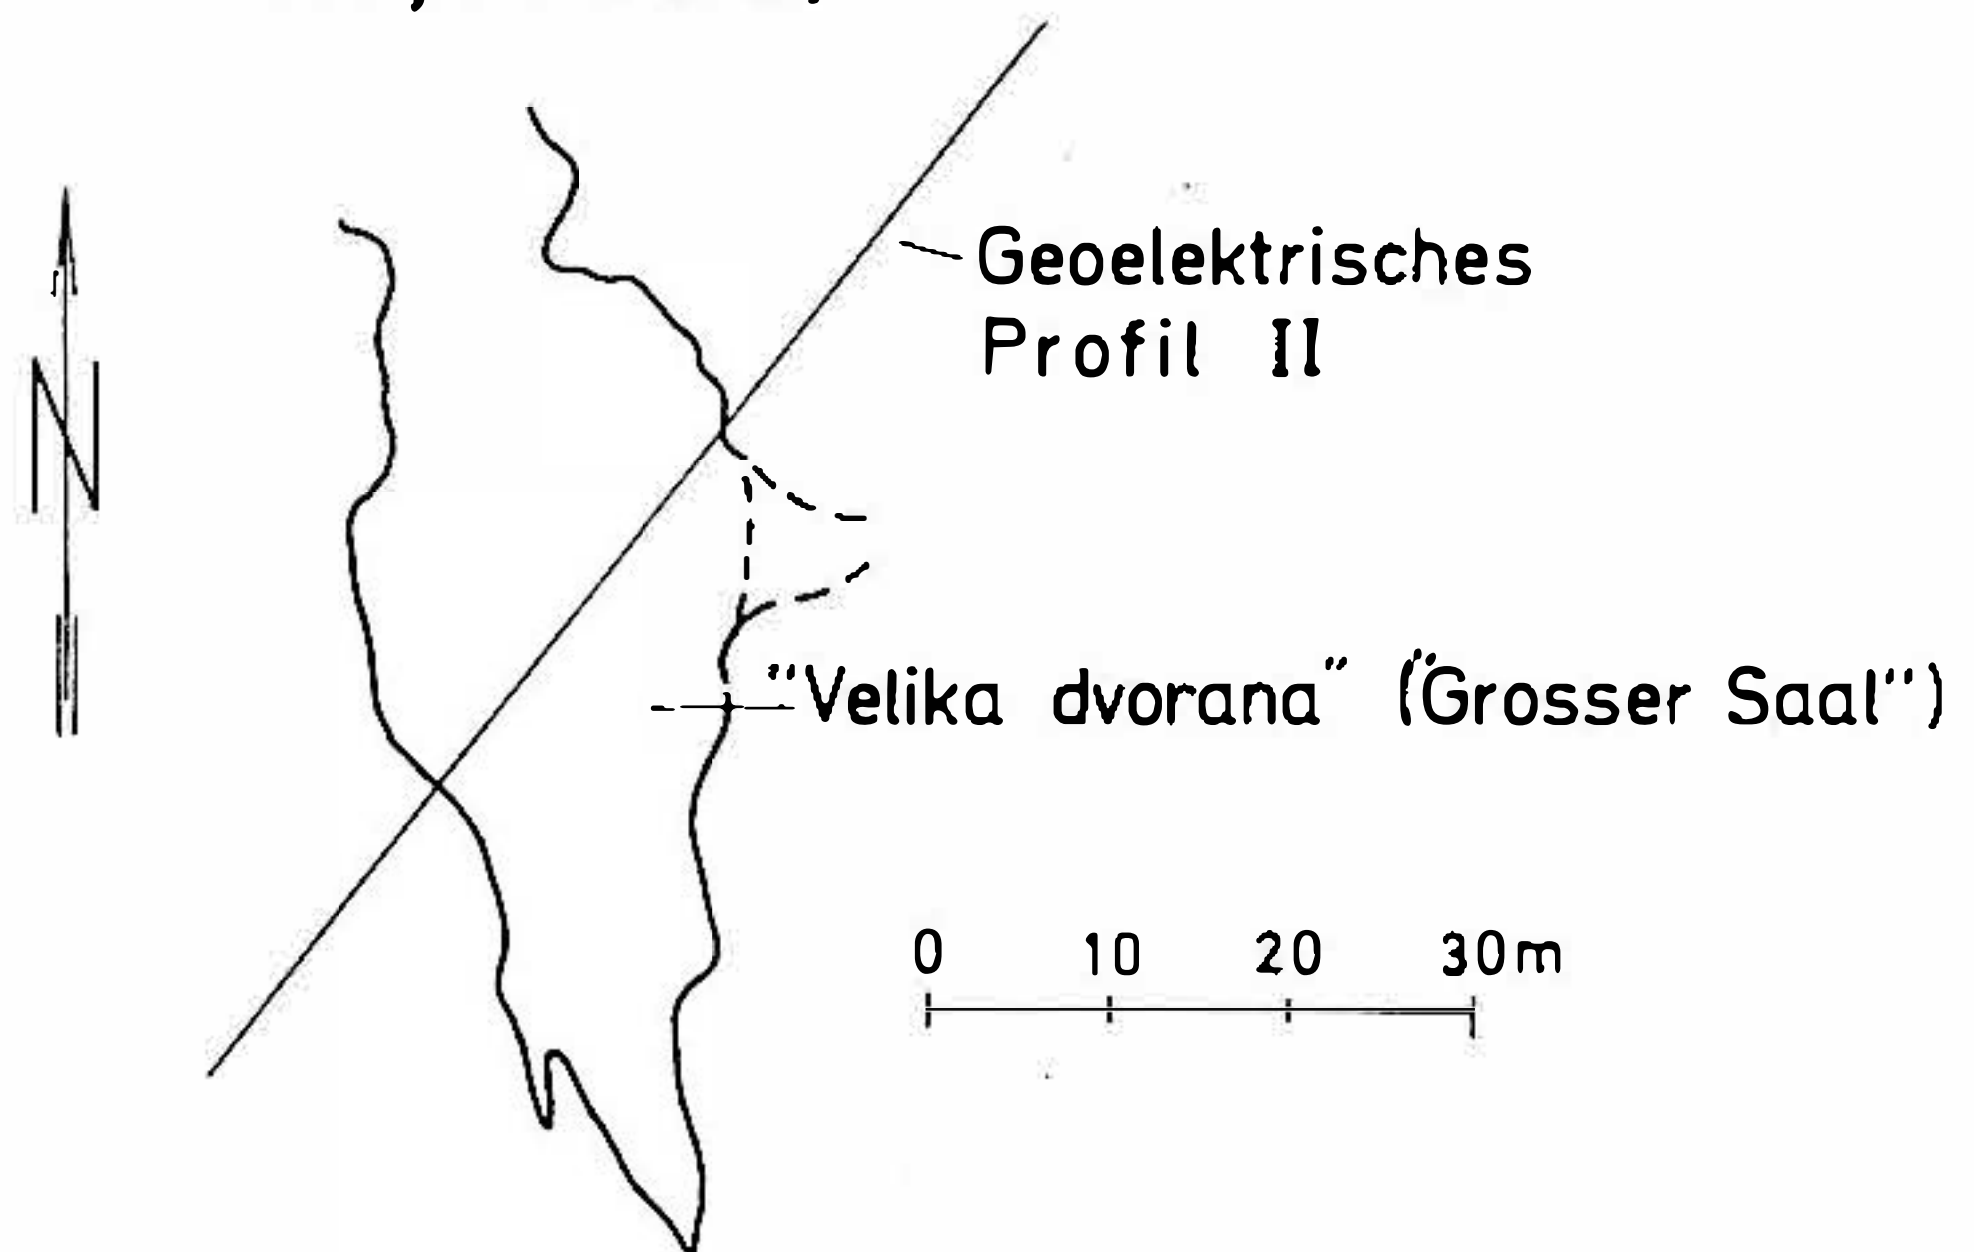 Geoelektrisches
Profil II
N
"Velika dvorana" ("Grosser Saal")
0 10 20 30m